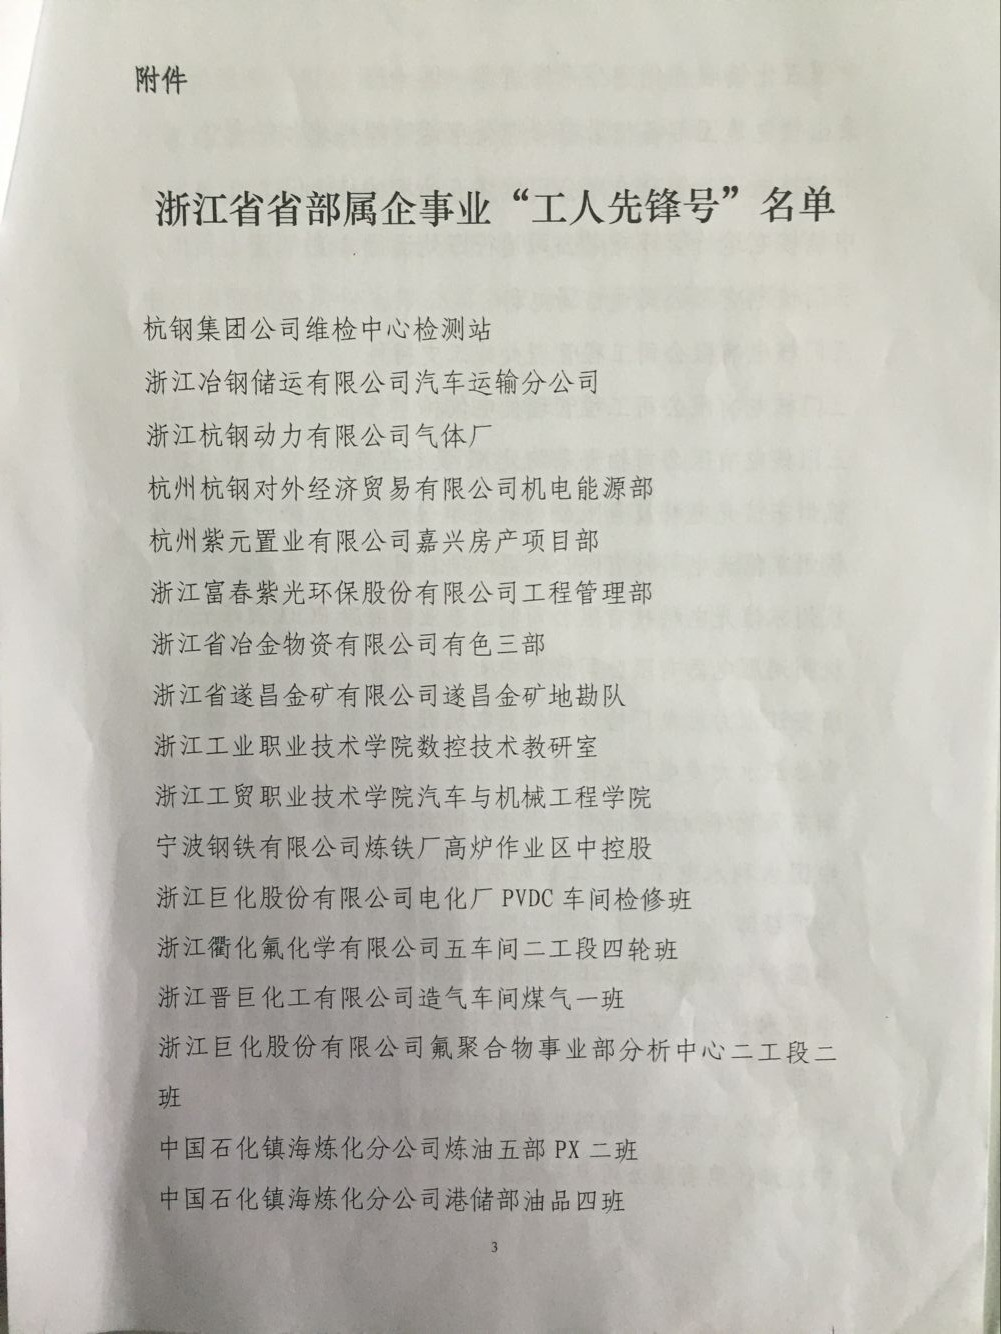 附件
浙江省省部属企事业“工人先锋号”名单
杭钢集团公司维检中心检测站
浙江冶钢储运有限公司汽车运输分公司
浙江杭钢动力有限公司气体厂
杭州杭钢对外经济贸易有限公司机电能源部
杭州紫元置业有限公司嘉兴房产项目部
浙江富春紫光环保股份有限公司工程管理部
浙江省冶金物资有限公司有色三部
浙江省遂昌金矿有限公司遂昌金矿地勘队
浙江工业职业技术学院数控技术教研室
浙江工贸职业技术学院汽车与机械工程学院
宁波钢铁有限公司炼铁厂高炉作业区中控股
浙江巨化股份有限公司电化厂 PVDC 车间检修班
浙江衢化氟化学有限公司五车间二工段四轮班
浙江晋巨化工有限公司造气车间煤气一班
浙江巨化股份有限公司氟聚合物事业部分析中心二工段二
班
中国石化镇海炼化分公司炼油五部 PX 二班
中国石化镇海炼化分公司港储部油品四班
3